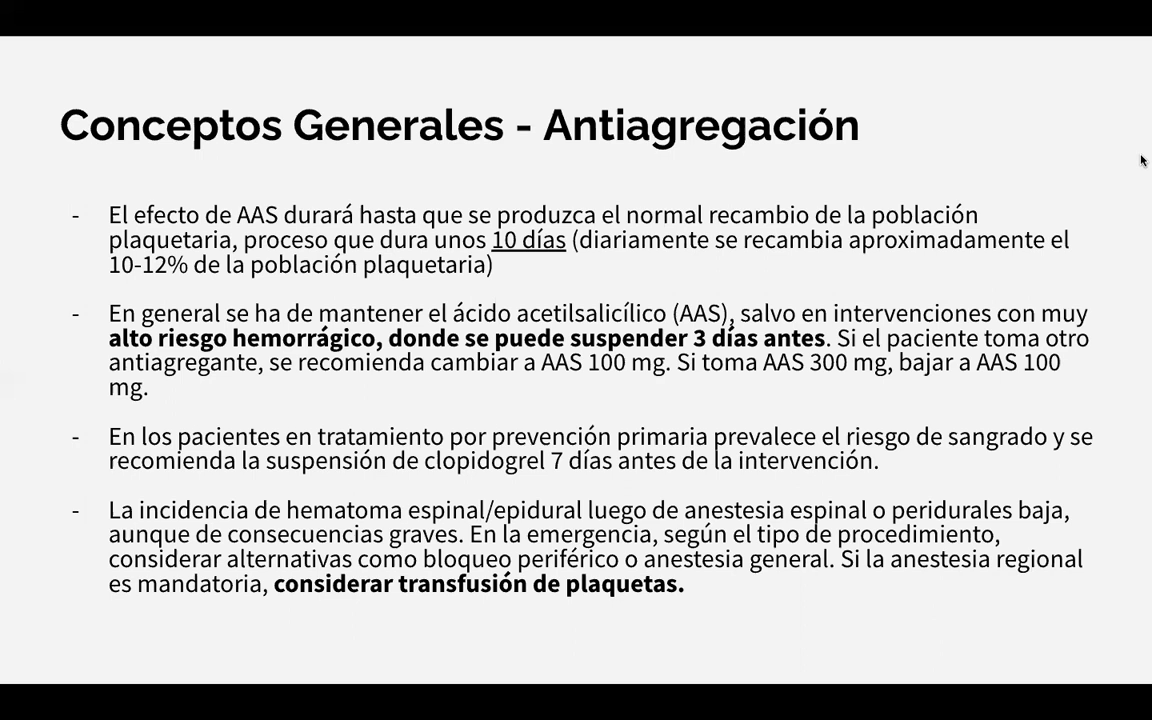 Conceptos Generales - Antiagregación
- El efecto de AAS durará hasta que se produzca el normal recambio de la población
plaquetaria, proceso que dura unos 10 días (diariamente se recambia aproximadamente el
10-12% de la población plaquetaria)
- En general se ha de mantener el ácido acetilsalicílico (AAS), salvo en intervenciones con muy
alto riesgo hemorrágico, donde se puede suspender 3 días antes. Si el paciente toma otro
antiagregante, se recomienda cambiar a AAS 100 mg. Si toma AAS 300 mg, bajar a AAS 100
mg.
- En los pacientes en tratamiento por prevención primaria prevalece el riesgo de sangrado y se
recomienda la suspensión de clopidogrel 7 días antes de la intervención.
- La incidencia de hematoma espinal/epidural luego de anestesia espinal o peridurales baja,
aunque de consecuencias graves. En la emergencia, según el tipo de procedimiento,
considerar alternativas como bloqueo periférico o anestesia general. Si la anestesia regional
es mandatoria, considerar transfusión de plaquetas.